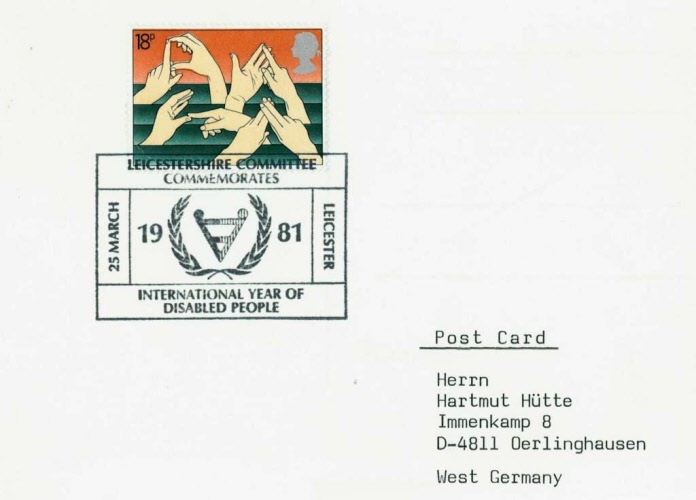 18P
LEICESTERSHIRE COMMITTEE
COMMEMORATES
25 MARCH
19 81
LEICESTER
INTERNATIONAL YEAR OF
DISABLED PEOPLE
Post Card
Herrn
Hartmut Hütte
Immenkamp 8
D-4811 Oerlinghausen
West Germany